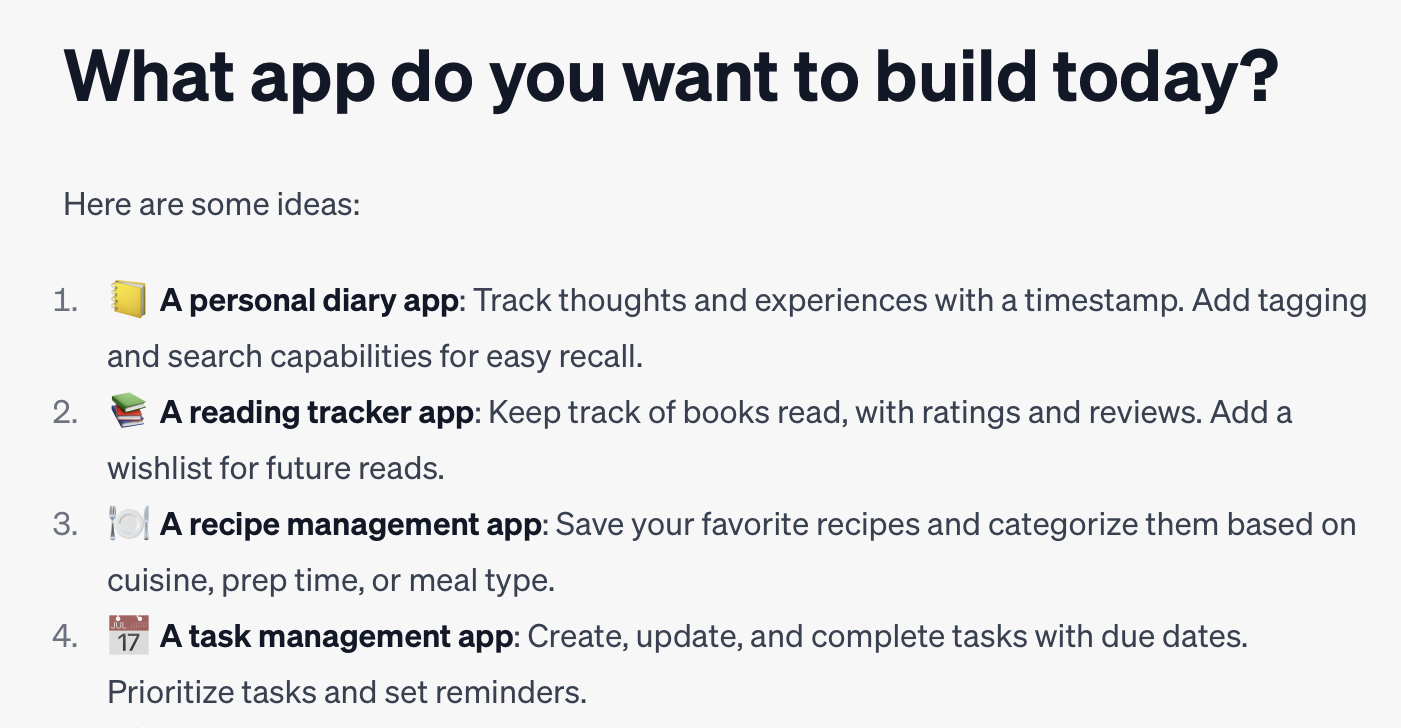 What app do you want to build today?
Here are some ideas:
1. A personal diary app: Track thoughts and experiences with a timestamp. Add tagging
and search capabilities for easy recall.
2. A reading tracker app: Keep track of books read, with ratings and reviews. Add a
wishlist for future reads.
3. A recipe management app: Save your favorite recipes and categorize them based on
cuisine, prep time, or meal type.
4. JUL 17 A task management app: Create, update, and complete tasks with due dates.
Prioritize tasks and set reminders.